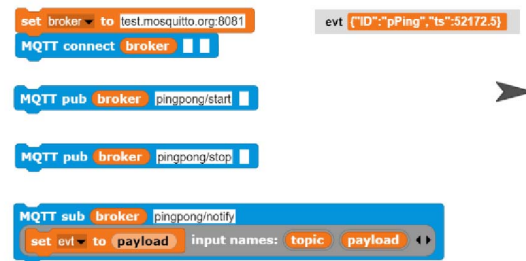 set broker to test.mosquitto.org:8081
evt {"ID":"pPing","ts":52172.5}
MQTT connect broker
MQTT pub broker pingpong/start
MQTT pub broker pingpong/stop
MQTT sub broker pingpong/notify
set evt to payload input names: topic payload